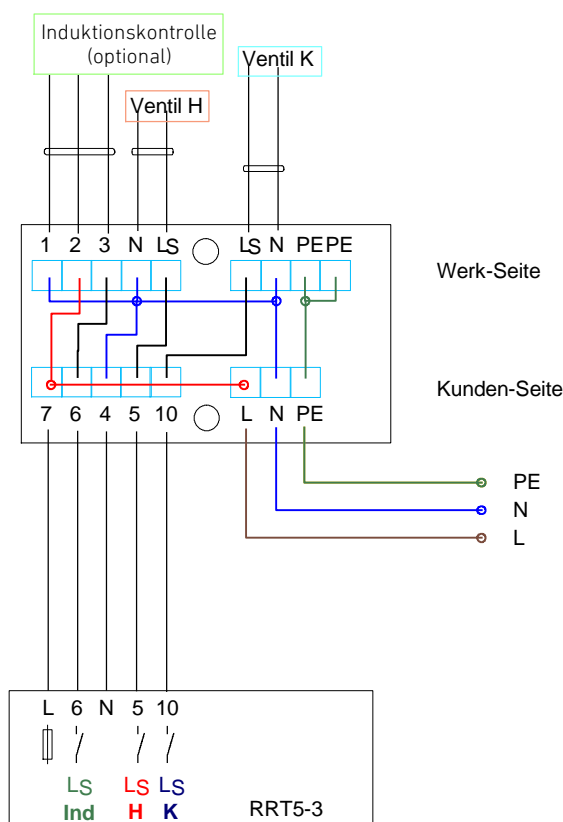 Induktionskontrolle
(optional)
Ventil K
Ventil H
1 2 3 N LS LS N PE PE
Werk-Seite
Kunden-Seite
7 6 4 5 10 L N PE
PE
N
L
L 6 N 5 10
LS LS LS
Ind H K RRT5-3